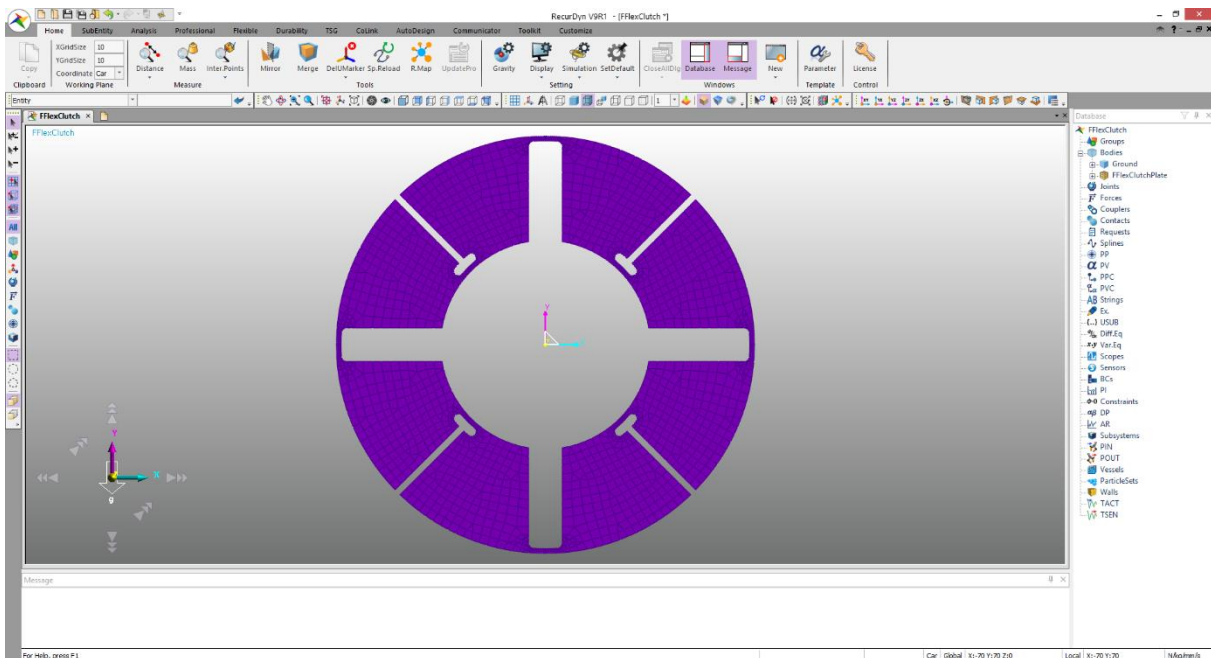 RecurDyn V9R1 - [FFlexClutch *]
Home SubEntity Analysis Professional Flexible Durability TSG CoLink AutoDesign Communicator Toolkit Customize
XGridSize 10
YGridSize 10
Coordinate Car
Copy Distance Mass Inter.Points Mirror Merge DelUMarker Sp.Reload R.Map UpdatePro Gravity Display Simulation SetDefault CloseAllDlg Database Message New Parameter License
Clipboard Working Plane Measure Tools Setting Windows Template Control
Entity
1
FFlexClutch
FFlexClutch
All
Y
Y
X
g
Database
FFlexClutch
Groups
Bodies
Ground
FFlexClutchPlate
Joints
Forces
Couplers
Contacts
Requests
Splines
PP
PV
PPC
PVC
Strings
Ex.
USUB
Diff.Eq
Var.Eq
Scopes
Sensors
BCs
PI
Constraints
DP
AR
Subsystems
PIN
POUT
Vessels
ParticleSets
Walls
TACT
TSEN
Message
For Help, press F1
Car Global X:-70 Y:70 Z:0 Local X:-70 Y:70